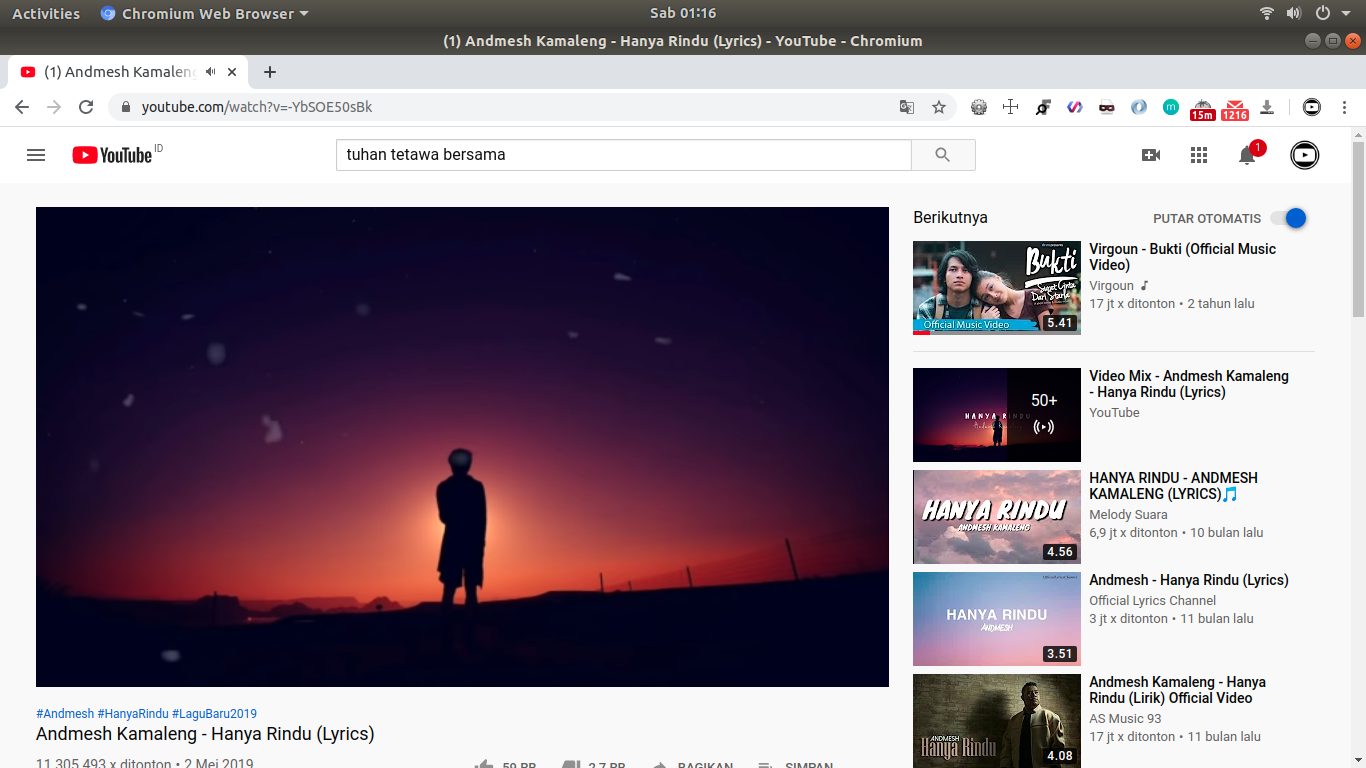 Activities
Chromium Web Browser
Sab 01:16
(1) Andmesh Kamaleng - Hanya Rindu (Lyrics) - YouTube - Chromium
(1) Andmesh Kamaleng
youtube.com/watch?v=-YbSOE50sBk
15m
1216
YouTube ID
tuhan tetawa bersama
1
Berikutnya
PUTAR OTOMATIS
Bukti
Surat Cinta
Dari Starla
Official Music Video
5.41
Virgoun - Bukti (Official Music
Video)
Virgoun
17 jt x ditonton • 2 tahun lalu
HANYA RINDU
50+
Video Mix - Andmesh Kamaleng
- Hanya Rindu (Lyrics)
YouTube
HANYA RINDU
ANDMESH KAMALENG
4.56
HANYA RINDU - ANDMESH
KAMALENG (LYRICS)🎵
Melody Suara
6,9 jt x ditonton • 10 bulan lalu
HANYA RINDU
ANDMESH
3.51
Andmesh - Hanya Rindu (Lyrics)
Official Lyrics Channel
3 jt x ditonton • 11 bulan lalu
ANDMESH
Hanya Rindu
4.08
Andmesh Kamaleng - Hanya
Rindu (Lirik) Official Video
AS Music 93
17 jt x ditonton • 11 bulan lalu
#Andmesh #HanyaRindu #LaguBaru2019
Andmesh Kamaleng - Hanya Rindu (Lyrics)
11.305.493 x ditonton • 2 Mei 2019
59 RB
2,7 RB
BAGIKAN
SIMPAN